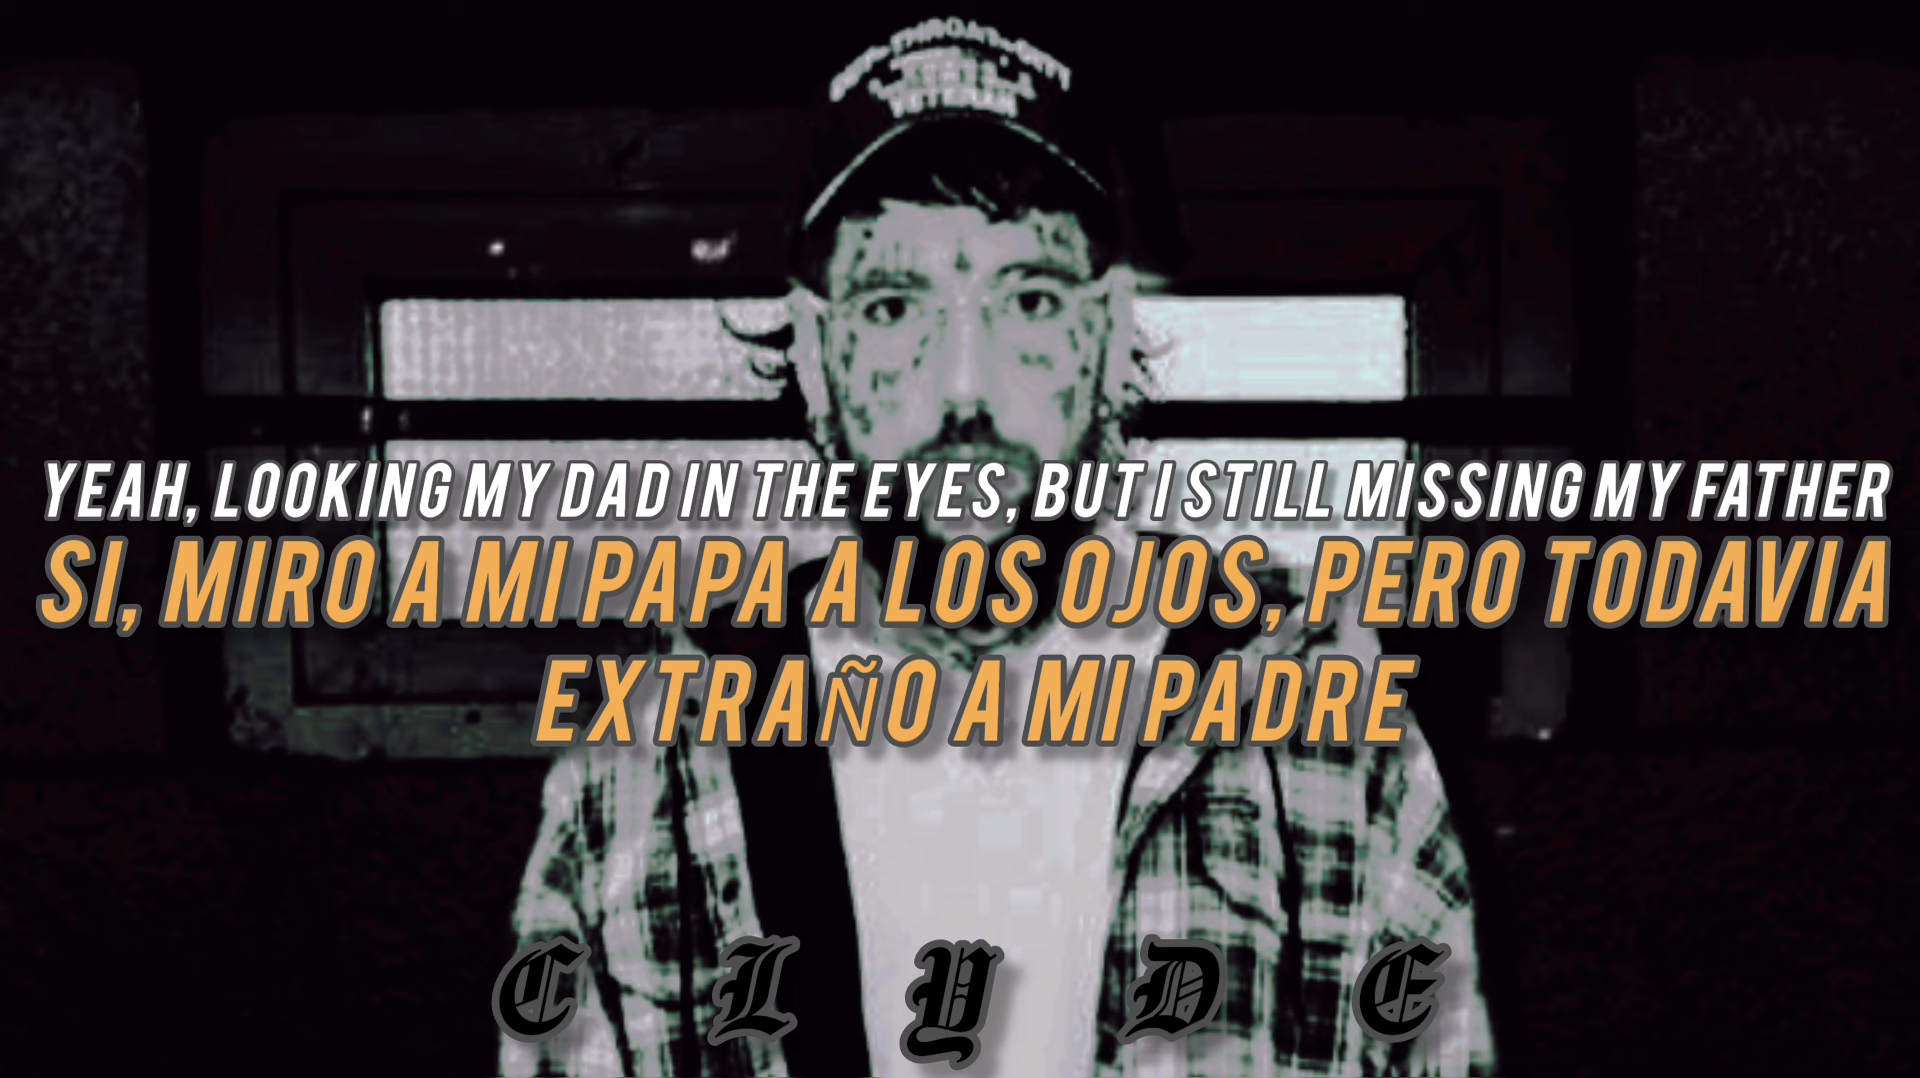 VETERAN
YEAH, LOOKING MY DAD IN THE EYES, BUT I STILL MISSING MY FATHER
SI, MIRO A MI PAPA A LOS OJOS, PERO TODAVIA
EXTRAÑO A MI PADRE
C L Y D E